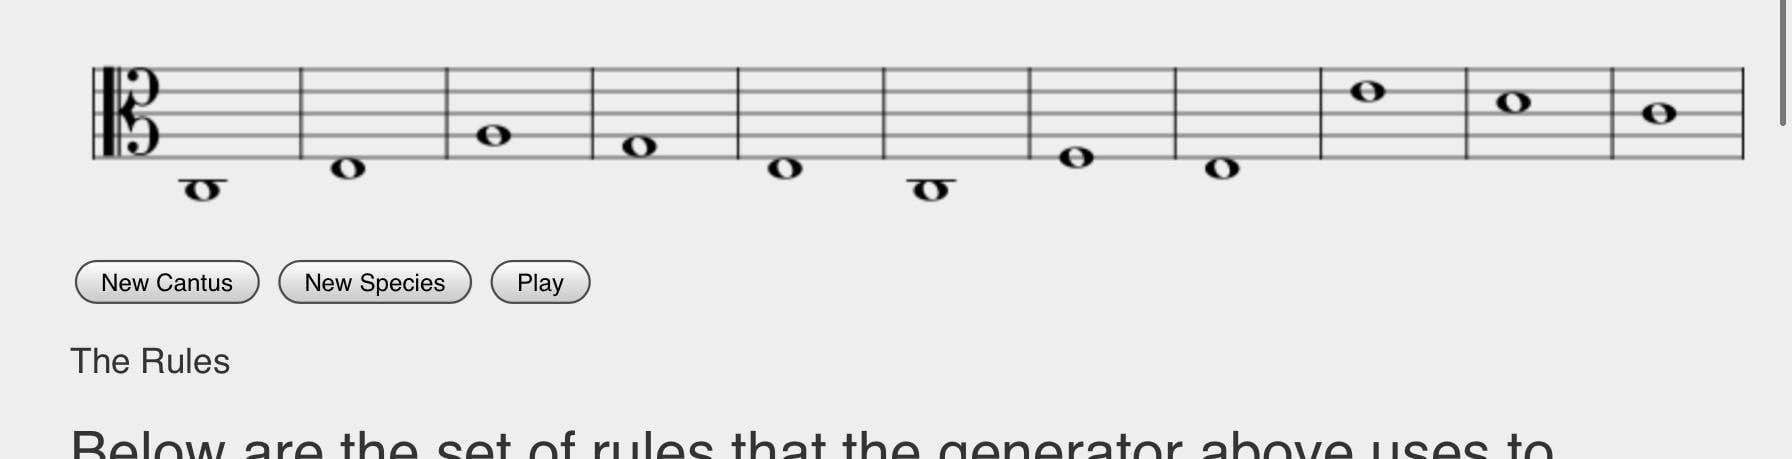 New Cantus New Species Play
The Rules
Below are the set of rules that the generator above uses to